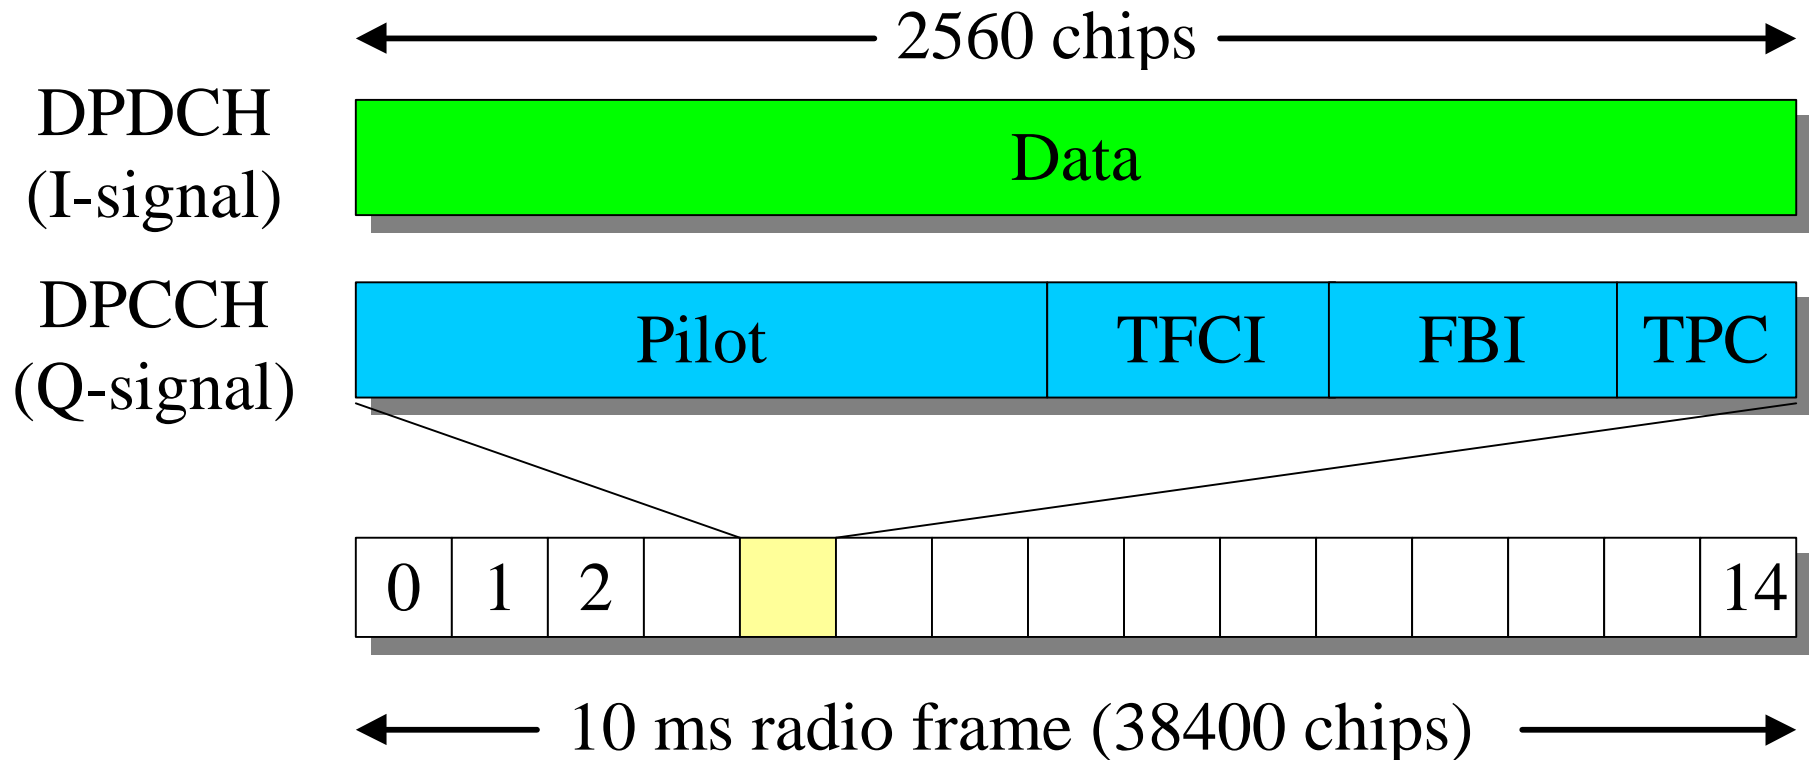 2560 chips
DPDCH
(I-signal)
Data
DPCCH
(Q-signal)
Pilot TFCI FBI TPC
0 1 2 14
10 ms radio frame (38400 chips)